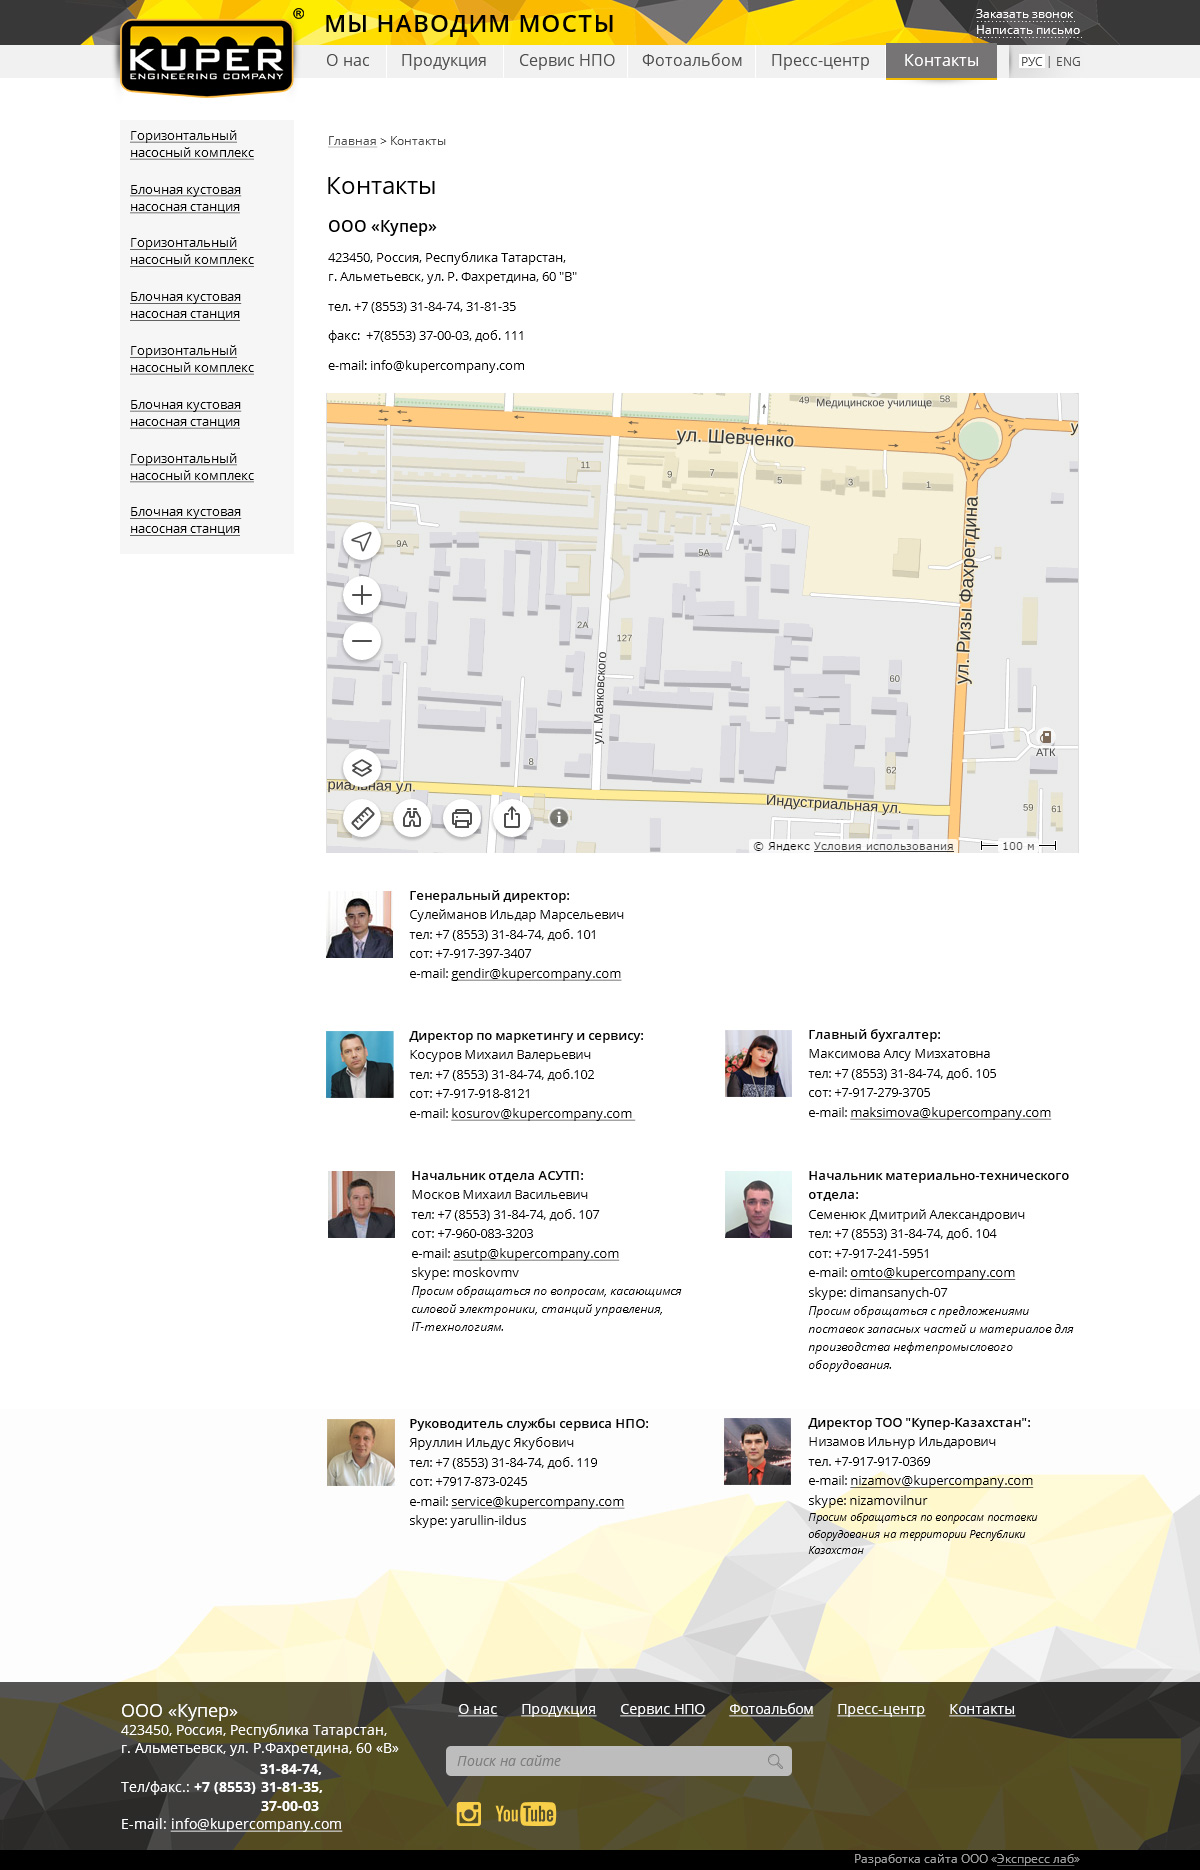 МЫ НАВОДИМ МОСТЫ
Заказать звонок
Написать письмо
KUPER®
ENGINEERING COMPANY
О нас
Продукция
Сервис НПО
Фотоальбом
Пресс-центр
Контакты
РУС | ENG
Горизонтальный
насосный комплекс
Блочная кустовая
насосная станция
Горизонтальный
насосный комплекс
Блочная кустовая
насосная станция
Горизонтальный
насосный комплекс
Блочная кустовая
насосная станция
Горизонтальный
насосный комплекс
Блочная кустовая
насосная станция
Главная > Контакты
Контакты
ООО «Купер»
423450, Россия, Республика Татарстан,
г. Альметьевск, ул. Р. Фахретдина, 60 "В"
тел. +7 (8553) 31-84-74, 31-81-35
факс:  +7(8553) 37-00-03, доб. 111
e-mail: info@kupercompany.com
49
Медицинское училище
58
ул. Шевченко
у
11
9
7
5
3
1
9А
5А
АТК
2А
127
60
ул. Ризы Фахретдина
ул. Маяковского
8
62
АТК
риальная ул.
Индустриальная ул.
59
61
© Яндекс Условия использования
100 м
Генеральный директор:
Сулейманов Ильдар Марсельевич
тел: +7 (8553) 31-84-74, доб. 101
сот: +7-917-397-3407
e-mail: gendir@kupercompany.com
Директор по маркетингу и сервису:
Косуров Михаил Валерьевич
тел: +7 (8553) 31-84-74, доб.102
сот: +7-917-918-8121
e-mail: kosurov@kupercompany.com
Главный бухгалтер:
Максимова Алсу Мизхатовна
тел: +7 (8553) 31-84-74, доб. 105
сот: +7-917-279-3705
e-mail: maksimova@kupercompany.com
Начальник отдела АСУТП:
Москов Михаил Васильевич
тел: +7 (8553) 31-84-74, доб. 107
сот: +7-960-083-3203
e-mail: asutp@kupercompany.com
skype: moskovmv
Просим обращаться по вопросам, касающимся
силовой электроники, станций управления,
IT-технологиям.
Начальник материально-технического
отдела:
Семенюк Дмитрий Александрович
тел: +7 (8553) 31-84-74, доб. 104
сот: +7-917-241-5951
e-mail: omto@kupercompany.com
skype: dimansanych-07
Просим обращаться с предложениями
поставок запасных частей и материалов для
производства нефтепромыслового
оборудования.
Руководитель службы сервиса НПО:
Яруллин Ильдус Якубович
тел: +7 (8553) 31-84-74, доб. 119
сот: +7917-873-0245
e-mail: service@kupercompany.com
skype: yarullin-ildus
Директор ТОО "Купер-Казахстан":
Низамов Ильнур Ильдарович
тел. +7-917-917-0369
e-mail: nizamov@kupercompany.com
skype: nizamovilnur
Просим обращаться по вопросам поставки
оборудования на территории Республики
Казахстан
ООО «Купер»
423450, Россия, Республика Татарстан,
г. Альметьевск, ул. Р.Фахретдина, 60 «В»
31-84-74,
Тел/факс.: +7 (8553) 31-81-35,
37-00-03
E-mail: info@kupercompany.com
О нас
Продукция
Сервис НПО
Фотоальбом
Пресс-центр
Контакты
Поиск на сайте
YouTube
Разработка сайта ООО «Экспресс лаб»